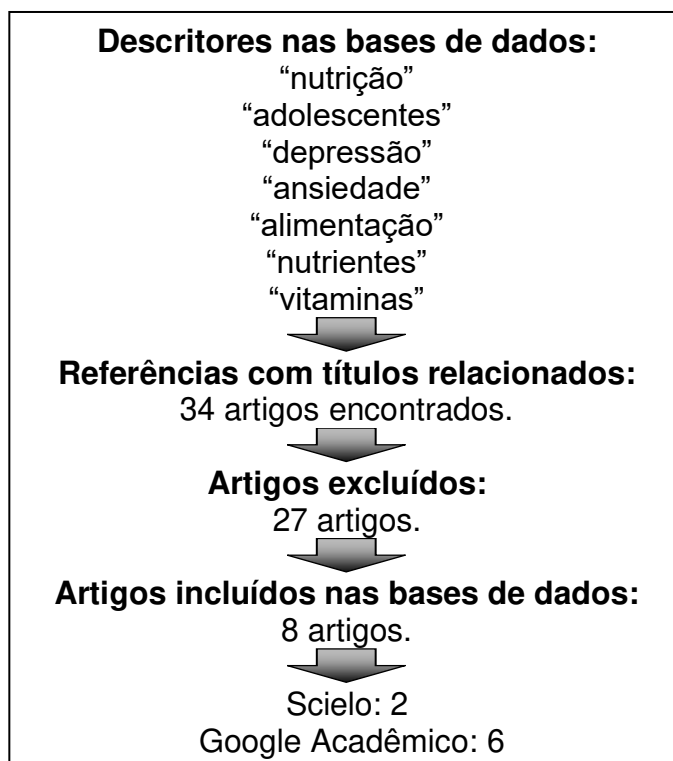 Descritores nas bases de dados:
“nutrição”
“adolescentes”
“depressão”
“ansiedade”
“alimentação”
“nutrientes”
“vitaminas”
Referências com títulos relacionados:
34 artigos encontrados.
Artigos excluídos:
27 artigos.
Artigos incluídos nas bases de dados:
8 artigos.
Scielo: 2
Google Acadêmico: 6